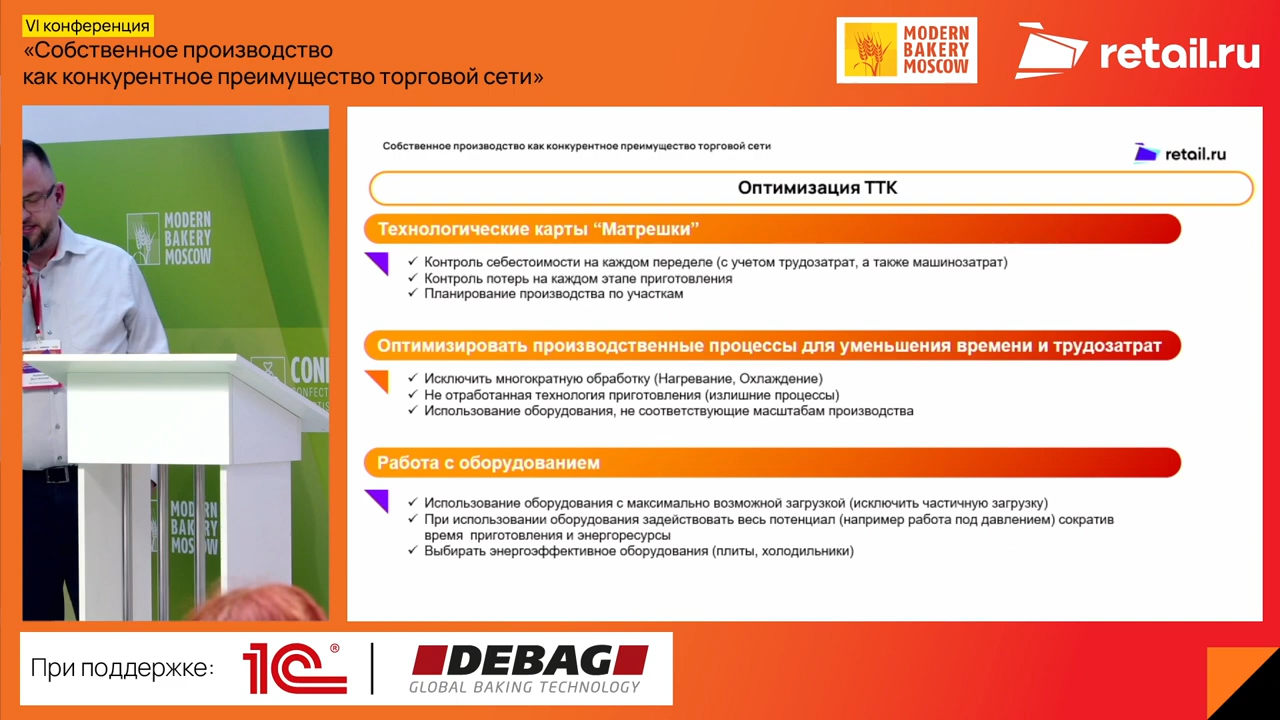 VI конференция
«Собственное производство
как конкурентное преимущество торговой сети»
MODERN
BAKERY
MOSCOW
retail.ru
MODERN
BAKERY
MOSCOW
Собственное производство как конкурентное преимущество торговой сети
retail.ru
Оптимизация ТТК
Технологические карты “Матрешки”
✓ Контроль себестоимости на каждом переделе (с учетом трудозатрат, а также машинозатрат)
✓ Контроль потерь на каждом этапе приготовления
✓ Планирование производства по участкам
Оптимизировать производственные процессы для уменьшения времени и трудозатрат
✓ Исключить многократную обработку (Нагревание, Охлаждение)
✓ Не отработанная технология приготовления (излишние процессы)
✓ Использование оборудования, не соответствующие масштабам производства
Работа с оборудованием
✓ Использование оборудования с максимально возможной загрузкой (исключить частичную загрузку)
✓ При использовании оборудования задействовать весь потенциал (например работа под давлением) сократив
время приготовления и энергоресурсы
✓ Выбирать энергоэффективное оборудования (плиты, холодильники)
При поддержке:
1С®
DEBAG
GLOBAL BAKING TECHNOLOGY